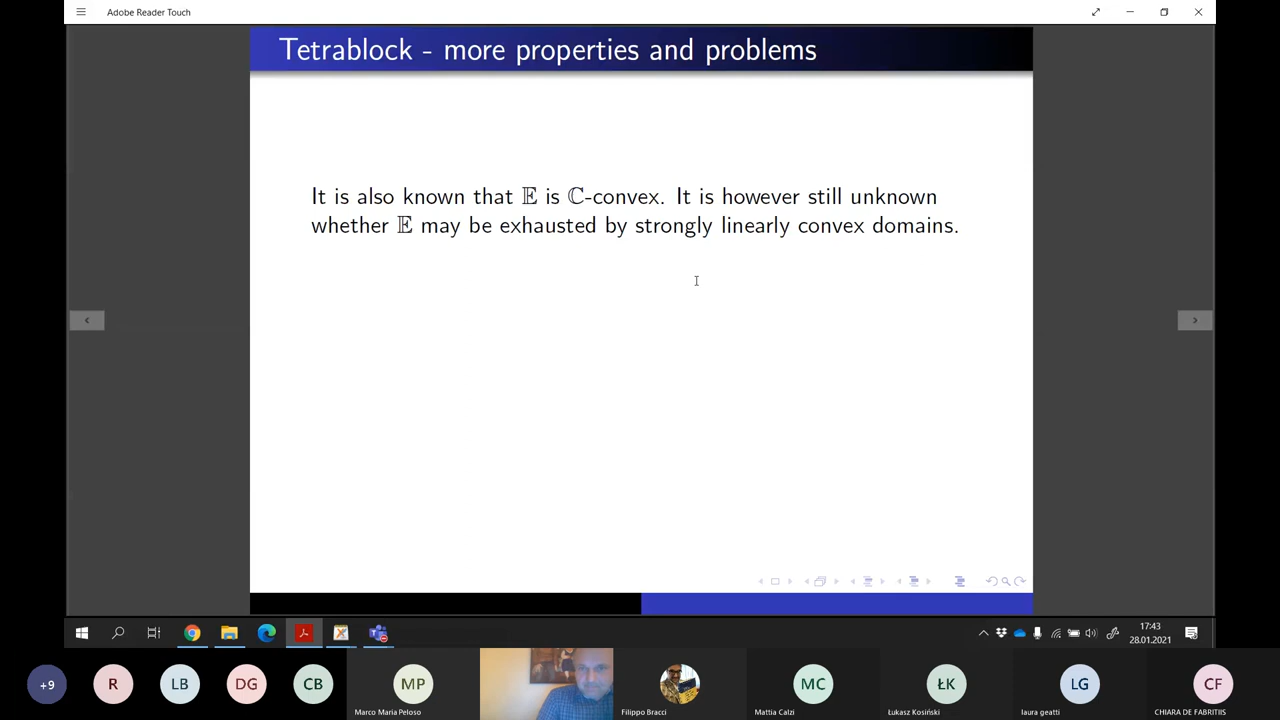 Adobe Reader Touch
Tetrablock - more properties and problems
It is also known that 𝔼 is ℂ-convex. It is however still unknown
whether 𝔼 may be exhausted by strongly linearly convex domains.
17:43
28.01.2021
+9
R
LB
DG
CB
MP
MC
ŁK
LG
CF
Marco Maria Peloso
Filippo Bracci
Mattia Calzi
Łukasz Kosiński
laura geatti
CHIARA DE FABRITIIS